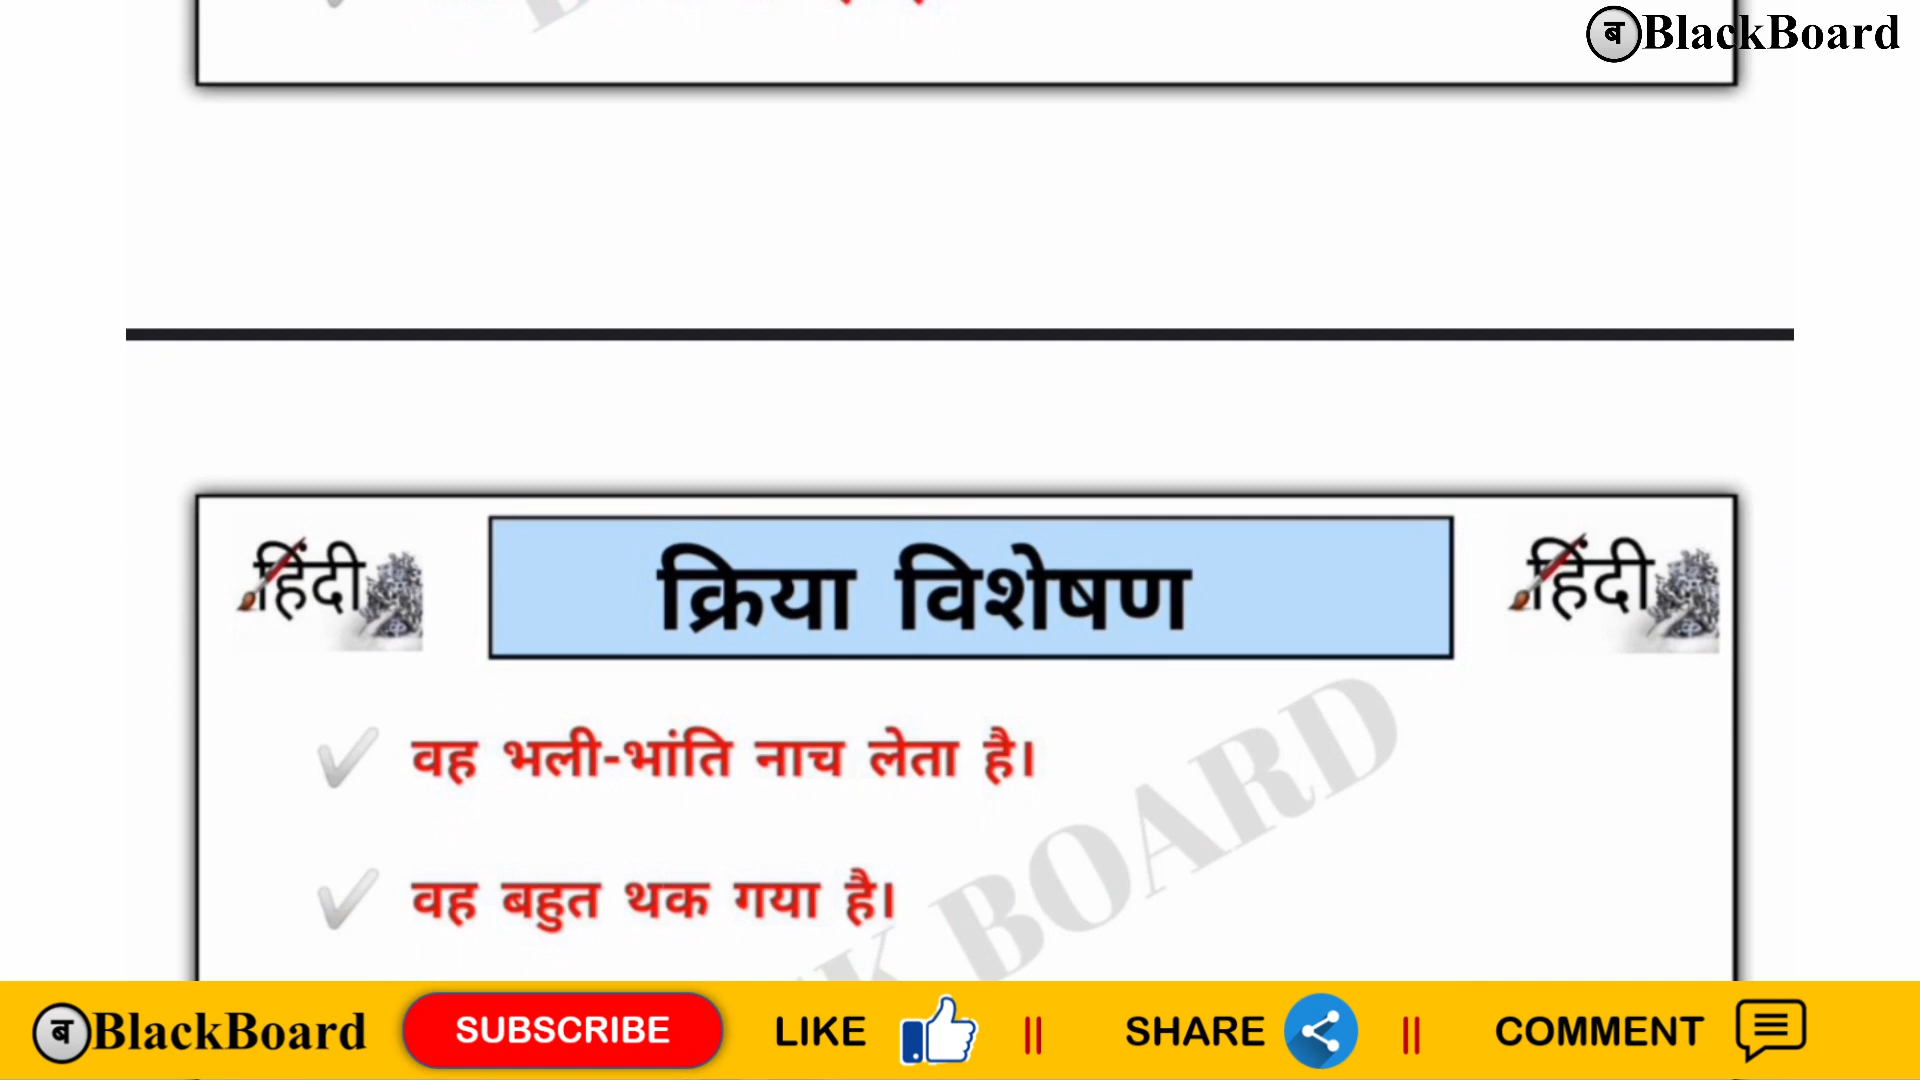 ब BlackBoard
हिंदी
क्रिया विशेषण
हिंदी
वह भली-भांति नाच लेता है।
वह बहुत थक गया है।
BOARD
ब BlackBoard
SUBSCRIBE
LIKE
||
SHARE
||
COMMENT